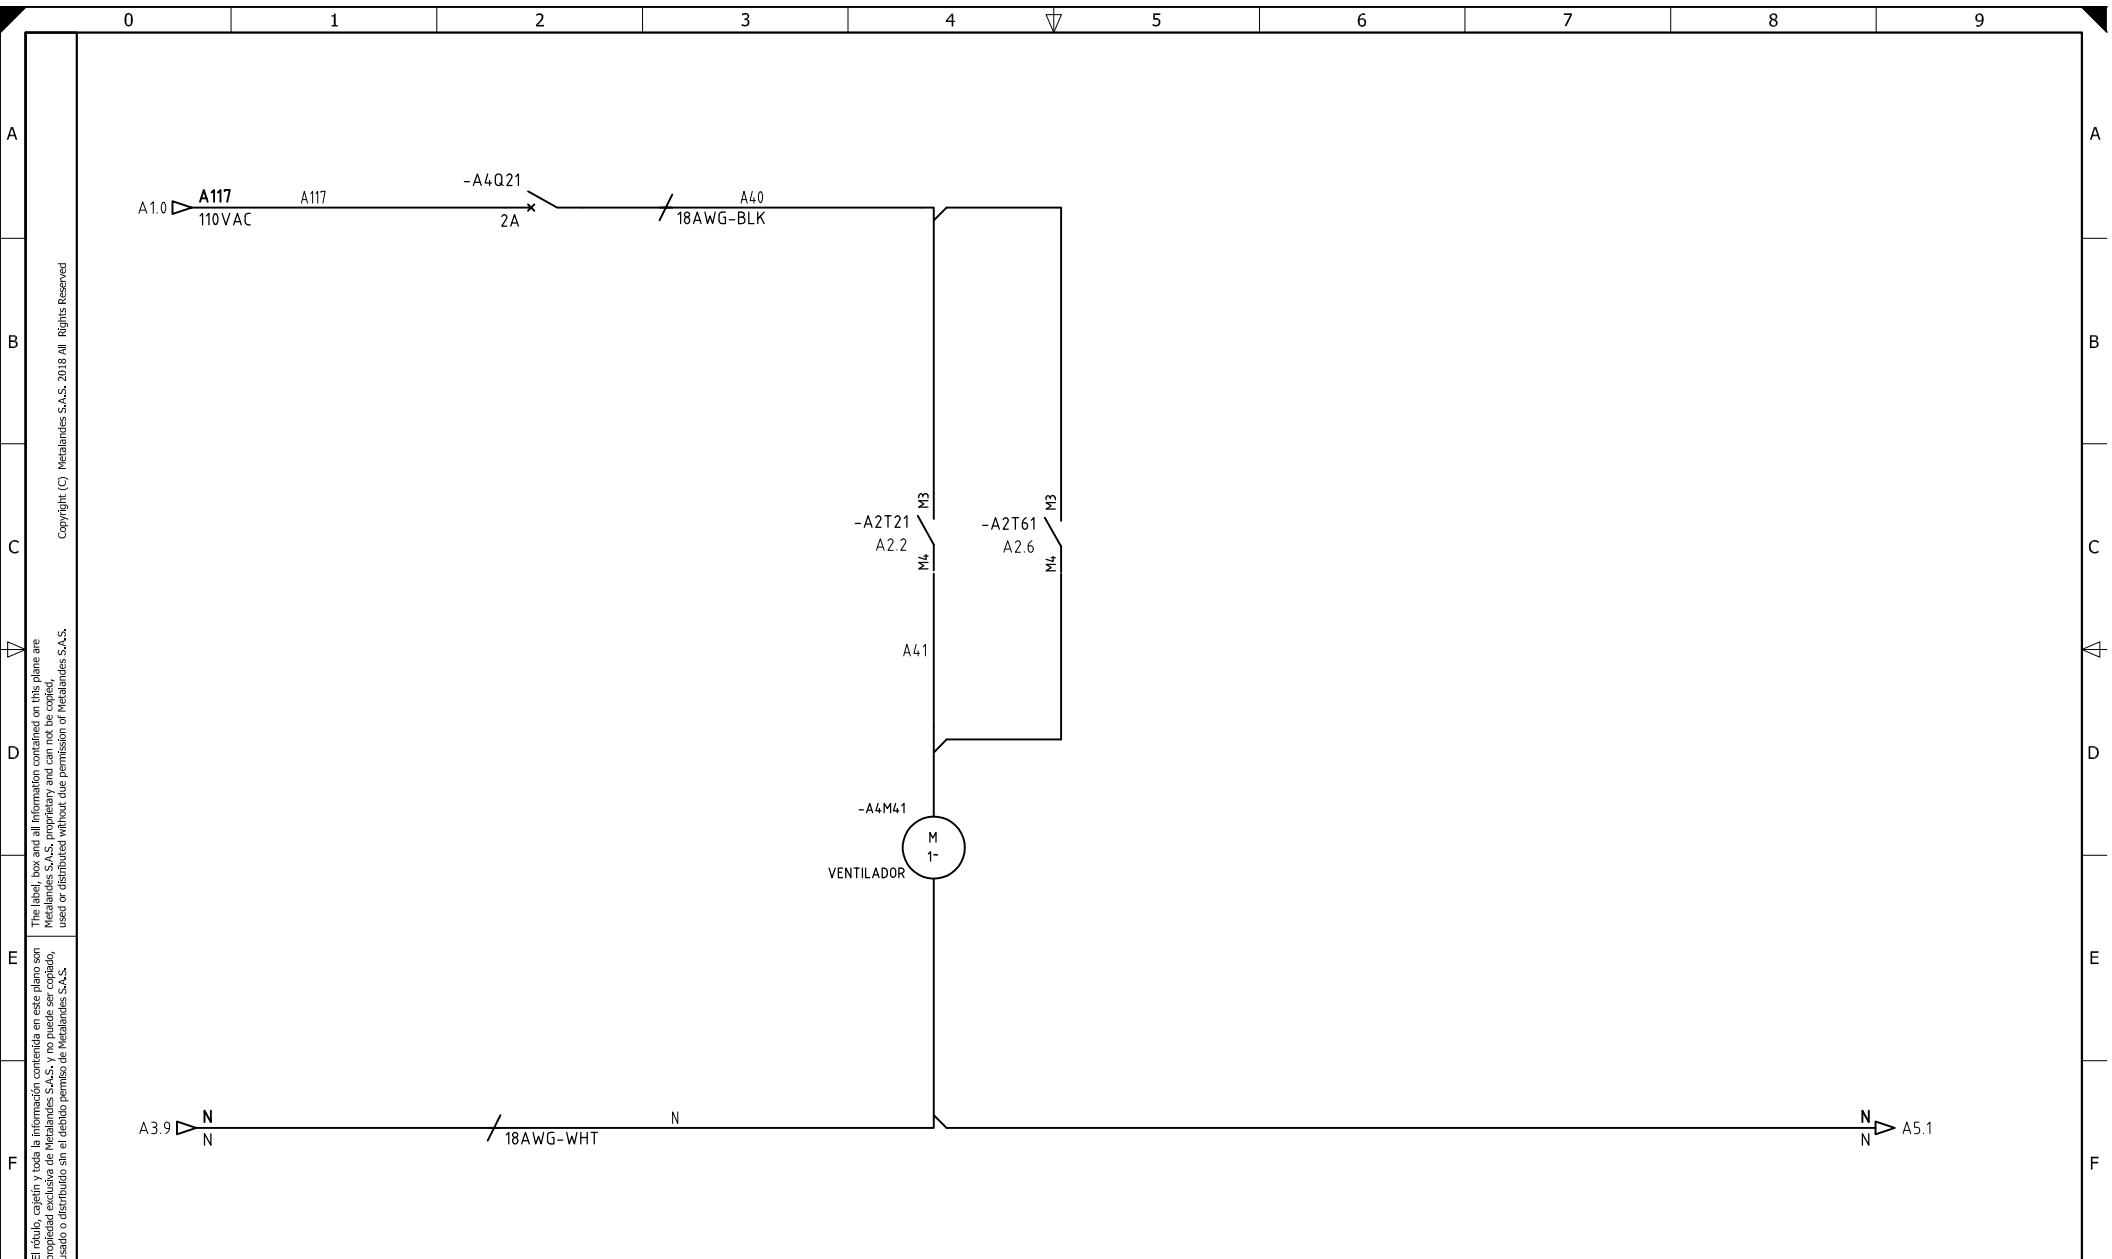 0 1 2 3 4 5 6 7 8 9
A A
-A4Q21
A1.0 A117 A117 A40
110VAC 2A 18AWG-BLK
B B
M3 M3
-A2T21 -A2T61
C A2.2 A2.6 C
M4 M4
A41
D D
-A4M41
M
1~
VENTILADOR
E E
N N N
A3.9 A5.1
N 18AWG-WHT N
F F
Copyright (C) Metalandes S.A.S. 2018 All Rights Reserved
The label, box and all information contained on this plane are
Metalandes S.A.S. proprietary and can not be copied,
used or distributed without due permission of Metalandes S.A.S.
El rótulo, cajetín y toda la información contenida en este plano son
propiedad exclusiva de Metalandes S.A.S. y no puede ser copiado,
usado o distribuído sin el debido permiso de Metalandes S.A.S.